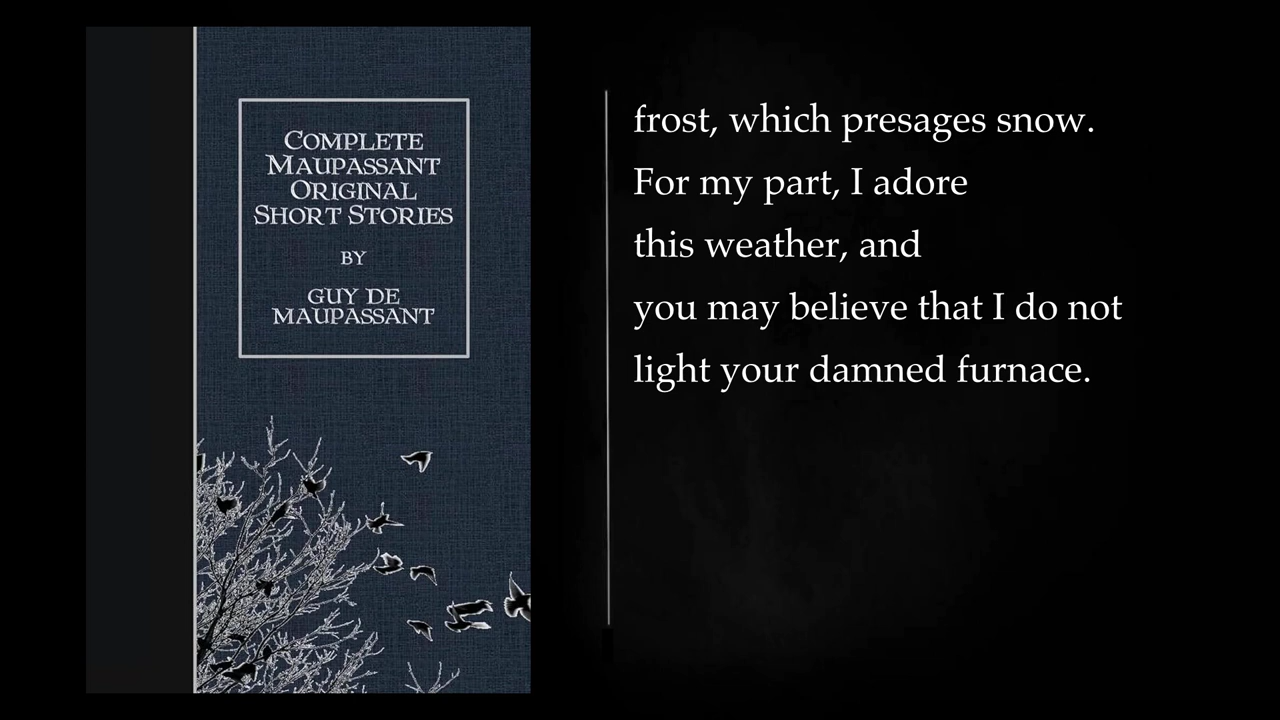 COMPLETE
MAUPASSANT
ORIGINAL
SHORT STORIES
BY
GUY DE
MAUPASSANT
frost, which presages snow.
For my part, I adore
this weather, and
you may believe that I do not
light your damned furnace.